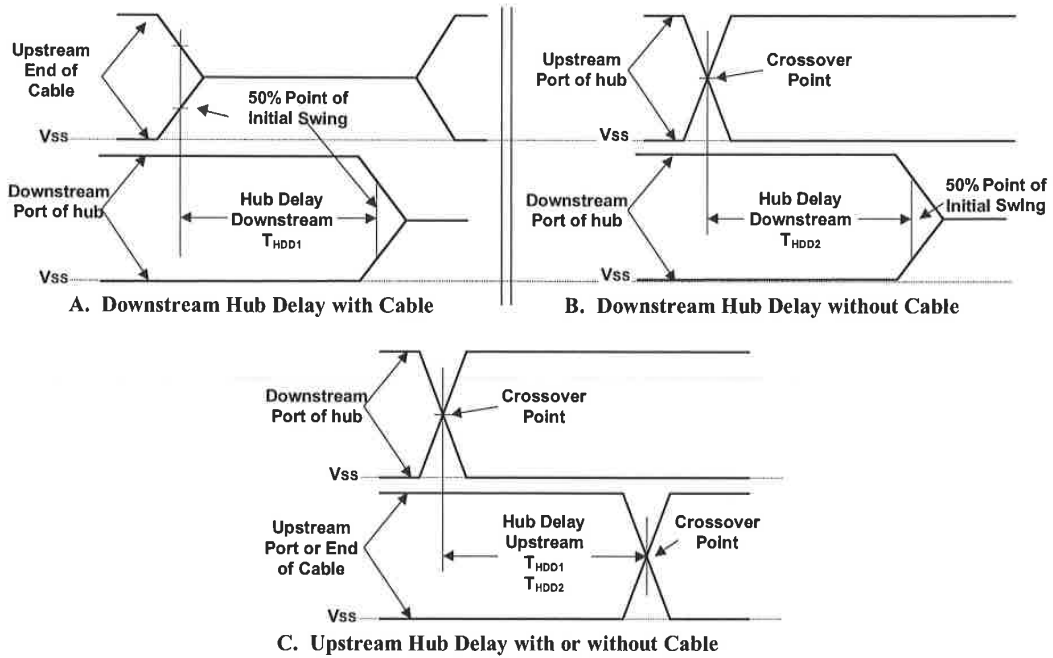 Upstream
End of
Cable
50% Point of
Initial Swing
Vss
Downstream
Port of hub
Hub Delay
Downstream
THDD1
Vss
A. Downstream Hub Delay with Cable
Upstream
Port of hub
Crossover
Point
Vss
Downstream
Port of hub
Hub Delay
Downstream
THDD2
50% Point of
Initial Swing
Vss
B. Downstream Hub Delay without Cable
Downstream
Port of hub
Crossover
Point
Vss
Upstream
Port or End
of Cable
Hub Delay
Upstream
THDD1
THDD2
Crossover
Point
Vss
C. Upstream Hub Delay with or without Cable